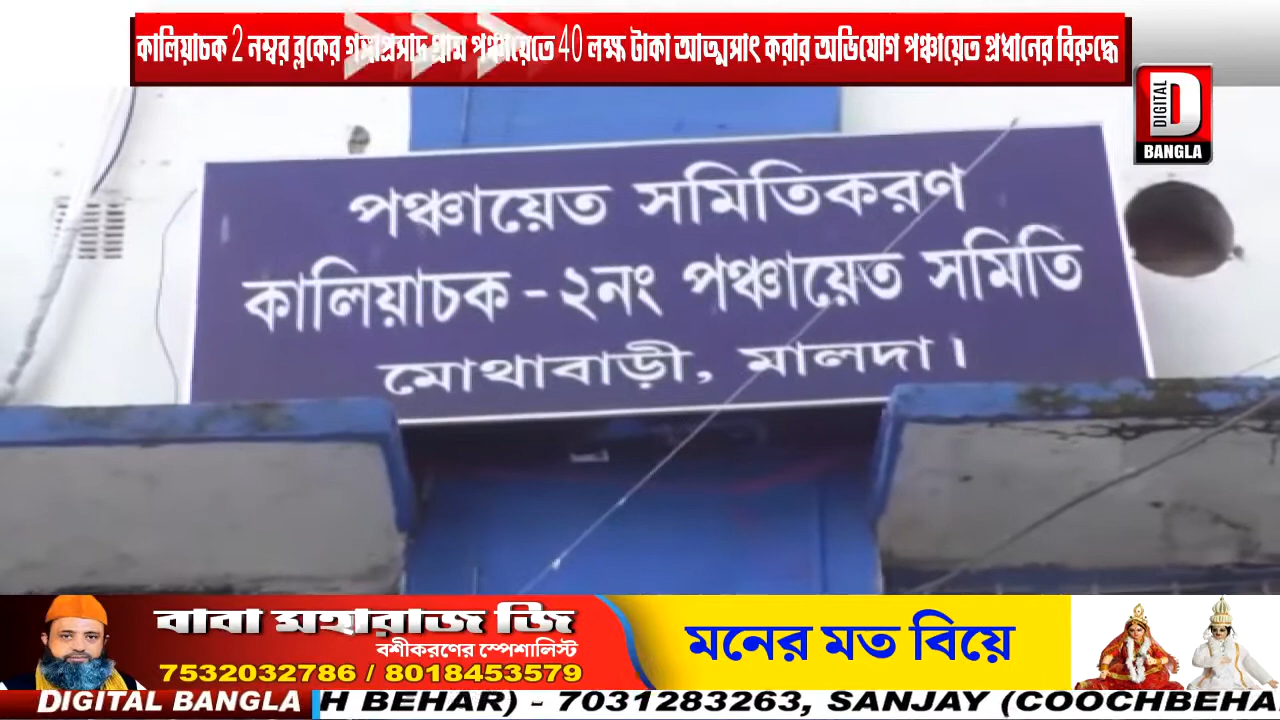 কালিয়াচক 2 নম্বর ব্লকের গঙ্গাপ্রসাদ গ্রাম পঞ্চায়েতে 40 লক্ষ টাকা আত্মসাৎ করার অভিযোগ পঞ্চায়েত প্রধানের বিরুদ্ধে
DIGITAL
D
BANGLA
পঞ্চায়েত সমিতিকরণ
কালিয়াচক - ২নং পঞ্চায়েত সমিতি
মোথাবাড়ী, মালদা।
বাবা মহারাজ জি
বশীকরণের স্পেশালিস্ট
7532032786 / 8018453579
মনের মত বিয়ে
DIGITAL BANGLA
H BEHAR) - 7031283263, SANJAY (COOCHBEHA